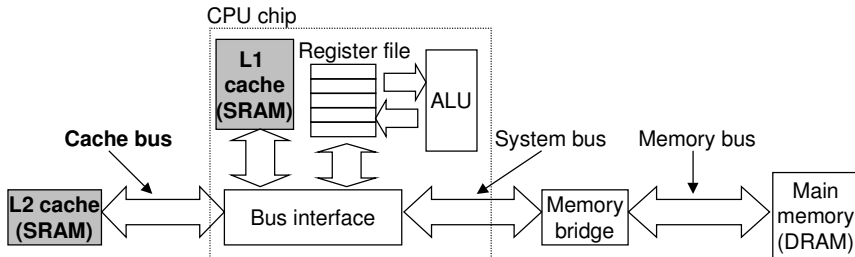 CPU chip
L1
cache
(SRAM)
Register file
ALU
Cache bus
System bus
Memory bus
L2 cache
(SRAM)
Bus interface
Memory
bridge
Main
memory
(DRAM)